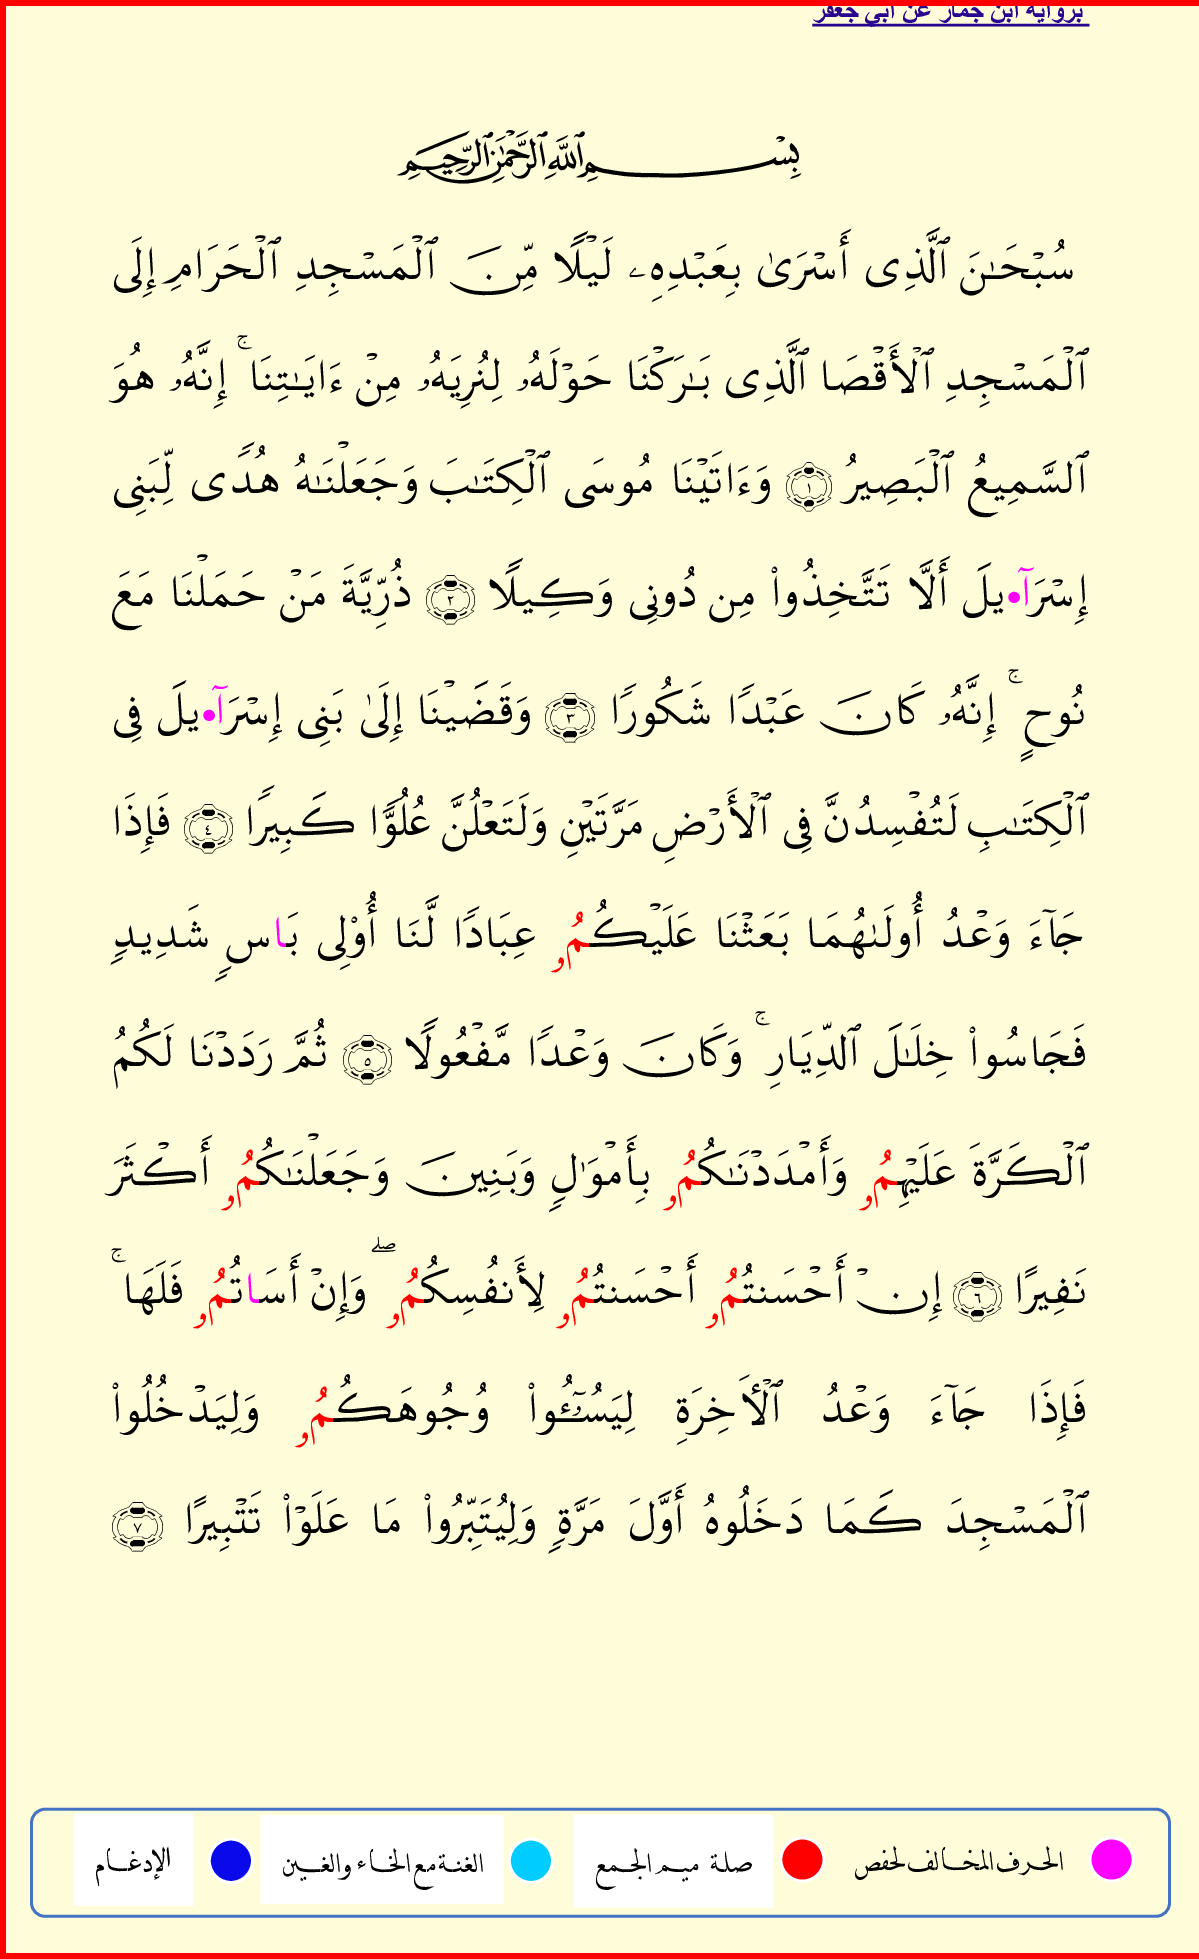 برواية ابن جماز عن أبي جعفر
بِسْمِ ٱللَّهِ ٱلرَّحْمَٰنِ ٱلرَّحِيمِ
سُبْحَـٰنَ ٱلَّذِى أَسْرَىٰ بِعَبْدِهِۦ لَيْلًا مِّنَ ٱلْمَسْجِدِ ٱلْحَرَامِ إِلَى
ٱلْمَسْجِدِ ٱلْأَقْصَا ٱلَّذِى بَـٰرَكْنَا حَوْلَهُۥ لِنُرِيَهُۥ مِنْ ءَايَـٰتِنَا ۚ إِنَّهُۥ هُوَ
ٱلسَّمِيعُ ٱلْبَصِيرُ ١ وَءَاتَيْنَا مُوسَى ٱلْكِتَـٰبَ وَجَعَلْنَـٰهُ هُدًى لِّبَنِى
إِسْرَآ•يلَ أَلَّا تَتَّخِذُوا۟ مِن دُونِى وَكِيلًا ٢ ذُرِّيَّةَ مَنْ حَمَلْنَا مَعَ
نُوحٍ ۚ إِنَّهُۥ كَانَ عَبْدًا شَكُورًا ٣ وَقَضَيْنَا إِلَىٰ بَنِى إِسْرَآ•يلَ فِى
ٱلْكِتَـٰبِ لَتُفْسِدُنَّ فِى ٱلْأَرْضِ مَرَّتَيْنِ وَلَتَعْلُنَّ عُلُوًّا كَبِيرًا ٤ فَإِذَا
جَآءَ وَعْدُ أُولَىٰهُمَا بَعَثْنَا عَلَيْكُمُۥ عِبَادًا لَّنَا أُو۟لِى بَاسٍ شَدِيدٍ
فَجَاسُوا۟ خِلَـٰلَ ٱلدِّيَارِ ۚ وَكَانَ وَعْدًا مَّفْعُولًا ٥ ثُمَّ رَدَدْنَا لَكُمُ
ٱلْكَرَّةَ عَلَيْهِمُۥ وَأَمْدَدْنَـٰكُمُۥ بِأَمْوَٰلٍ وَبَنِينَ وَجَعَلْنَـٰكُمُۥ أَكْثَرَ
نَفِيرًا ٦ إِنْ أَحْسَنتُمُۥ أَحْسَنتُمُۥ لِأَنفُسِكُمُۥ ۖ وَإِنْ أَسَاتُمُۥ فَلَهَا ۚ
فَإِذَا جَآءَ وَعْدُ ٱلْأَخِرَةِ لِيَسُـۥٓـُٔوا۟ وُجُوهَكُمُۥ وَلِيَدْخُلُوا۟
ٱلْمَسْجِدَ كَمَا دَخَلُوهُ أَوَّلَ مَرَّةٍ وَلِيُتَبِّرُوا۟ مَا عَلَوْا۟ تَتْبِيرًا ٧
الحرف المخالف لحفص صلة ميم الجمع الغنة مع الخاء والغين الإدغام